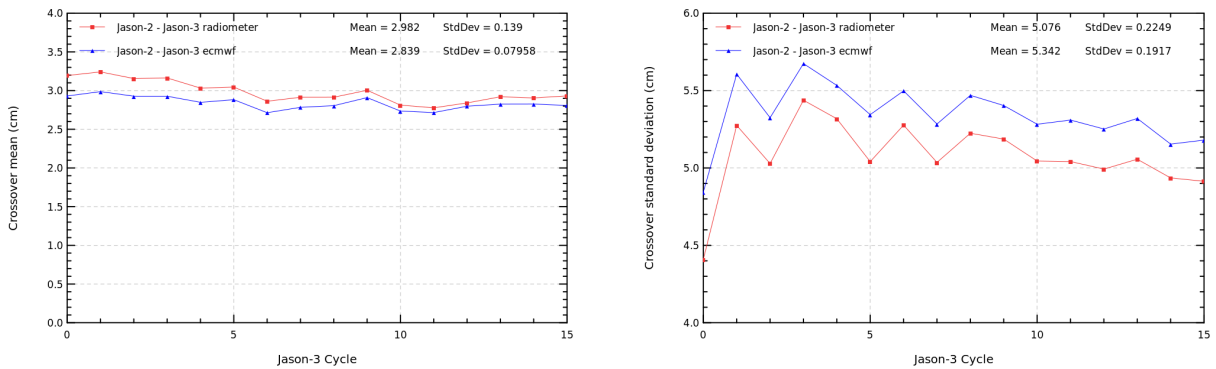 4.0
3.5
3.0
2.5
2.0
1.5
1.0
0.5
0.0
Crossover mean (cm)
Jason-2 - Jason-3 radiometer Mean = 2.982 StdDev = 0.139
Jason-2 - Jason-3 ecmwf Mean = 2.839 StdDev = 0.07958
0 5 10 15
Jason-3 Cycle
6.0
5.5
5.0
4.5
4.0
Crossover standard deviation (cm)
Jason-2 - Jason-3 radiometer Mean = 5.076 StdDev = 0.2249
Jason-2 - Jason-3 ecmwf Mean = 5.342 StdDev = 0.1917
0 5 10 15
Jason-3 Cycle